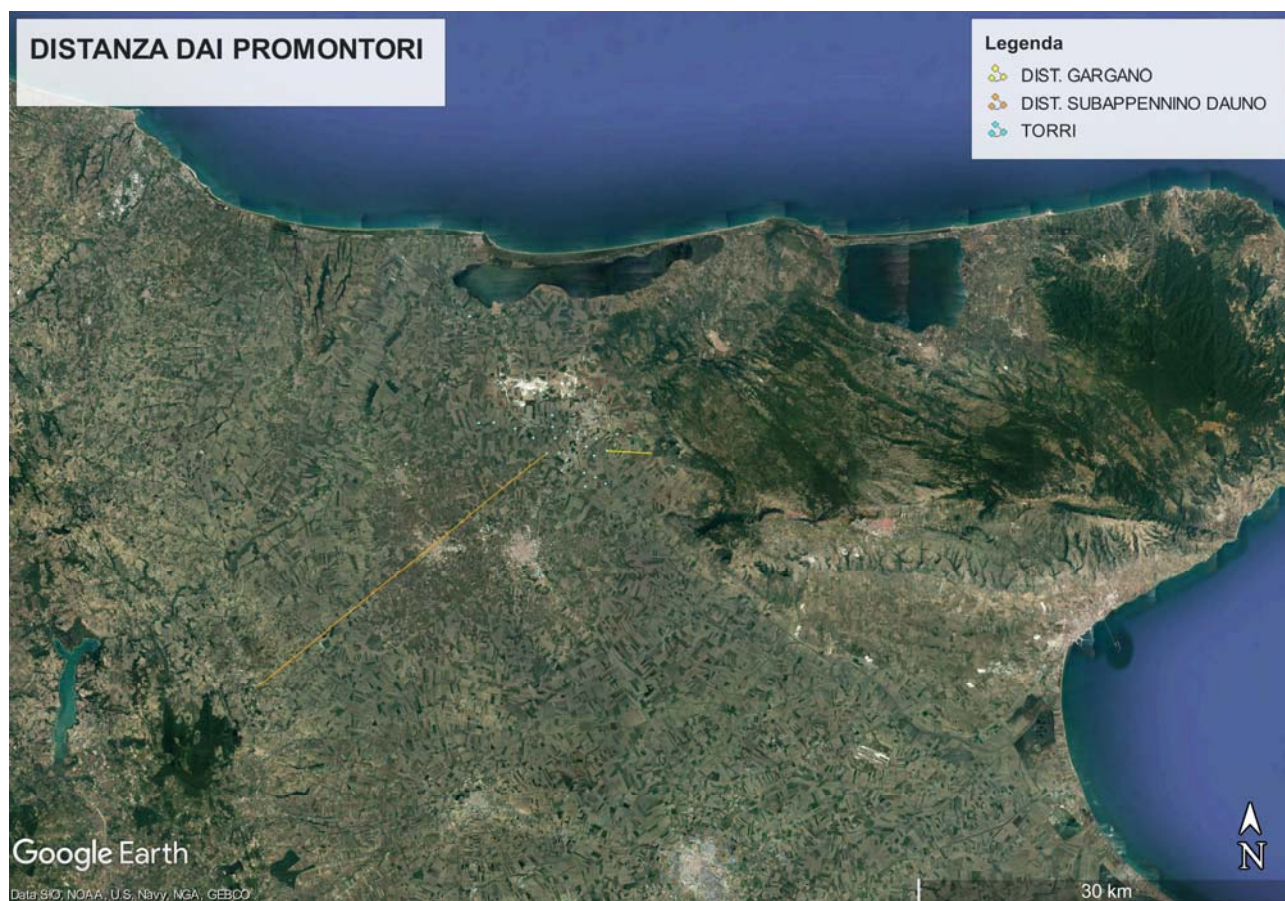 DISTANZA DAI PROMONTORI
Legenda
DIST. GARGANO
DIST. SUBAPPENNINO DAUNO
TORRI
Google Earth
N
Data SIO, NOAA, U.S. Navy, NGA, GEBCO
30 km